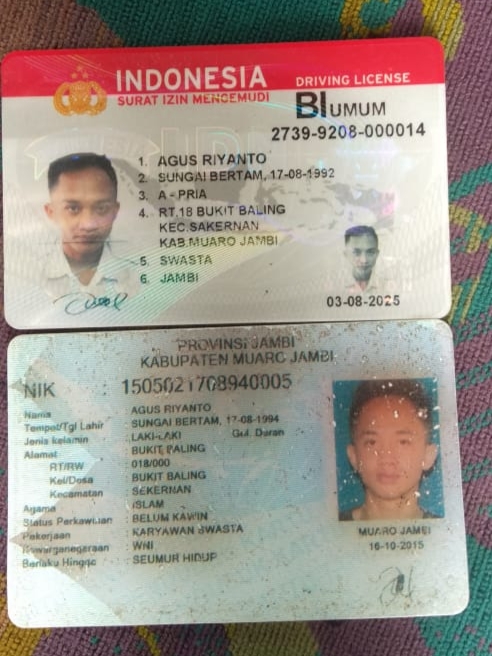 INDONESIA DRIVING LICENSE
SURAT IZIN MENGEMUDI
BI UMUM
2739-9208-000014
1. AGUS RIYANTO
2. SUNGAI BERTAM, 17-08-1992
3. A - PRIA
4. RT.18 BUKIT BALING
KEC.SAKERNAN
KAB.MUARO JAMBI
5. SWASTA
6. JAMBI
03-08-2025
PROVINSI JAMBI
KABUPATEN MUARO JAMBI
NIK 1505021708940005
Nama AGUS RIYANTO
Tempat/Tgl Lahir SUNGAI BERTAM, 17-08-1994
Jenis kelamin LAKI-LAKI Gol. Darah
Alamat BUKIT BALING
RT/RW 018/000
Kel/Desa BUKIT BALING
Kecamatan SEKERNAN
Agama ISLAM
Status Perkawinan BELUM KAWIN
Pekerjaan KARYAWAN SWASTA
Kewarganegaraan WNI
Berlaku Hingga SEUMUR HIDUP
MUARO JAMBI
16-10-2015